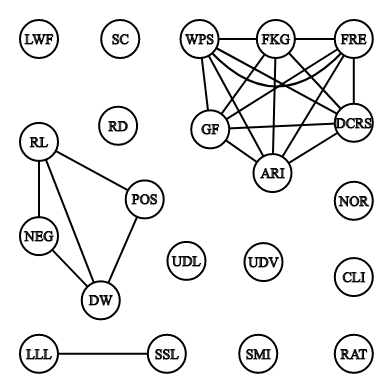 LWF
SC
WPS
FKG
FRE
RD
GF
DCRS
RL
ARI
POS
NOR
NEG
UDL
UDV
CLI
DW
LLL
SSL
SMI
RAT